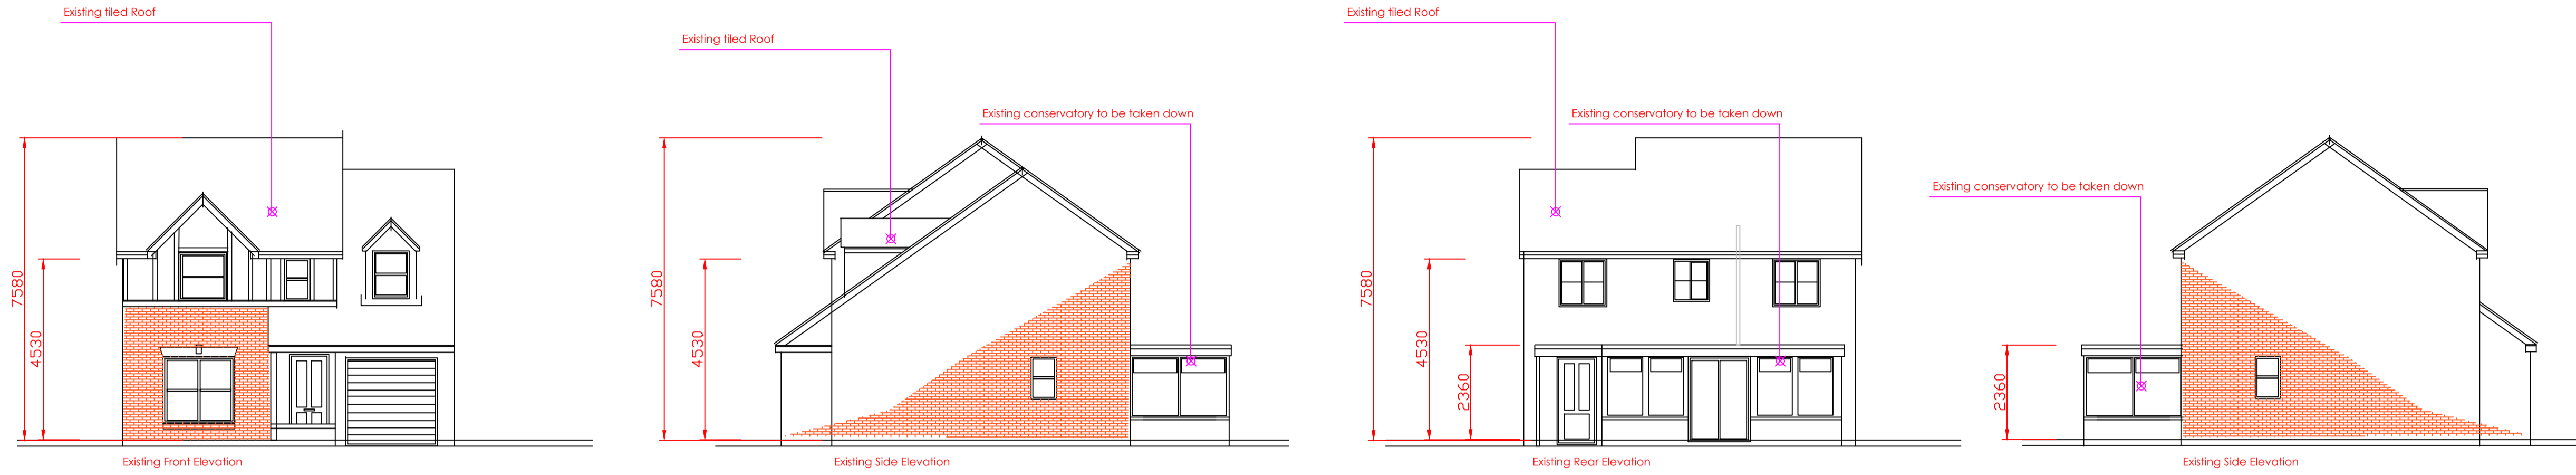 Existing tiled Roof
7580
4530
Existing Front Elevation
Existing tiled Roof
Existing conservatory to be taken down
7580
4530
Existing Side Elevation
Existing tiled Roof
Existing conservatory to be taken down
7580
4530
2360
Existing Rear Elevation
Existing conservatory to be taken down
2360
Existing Side Elevation